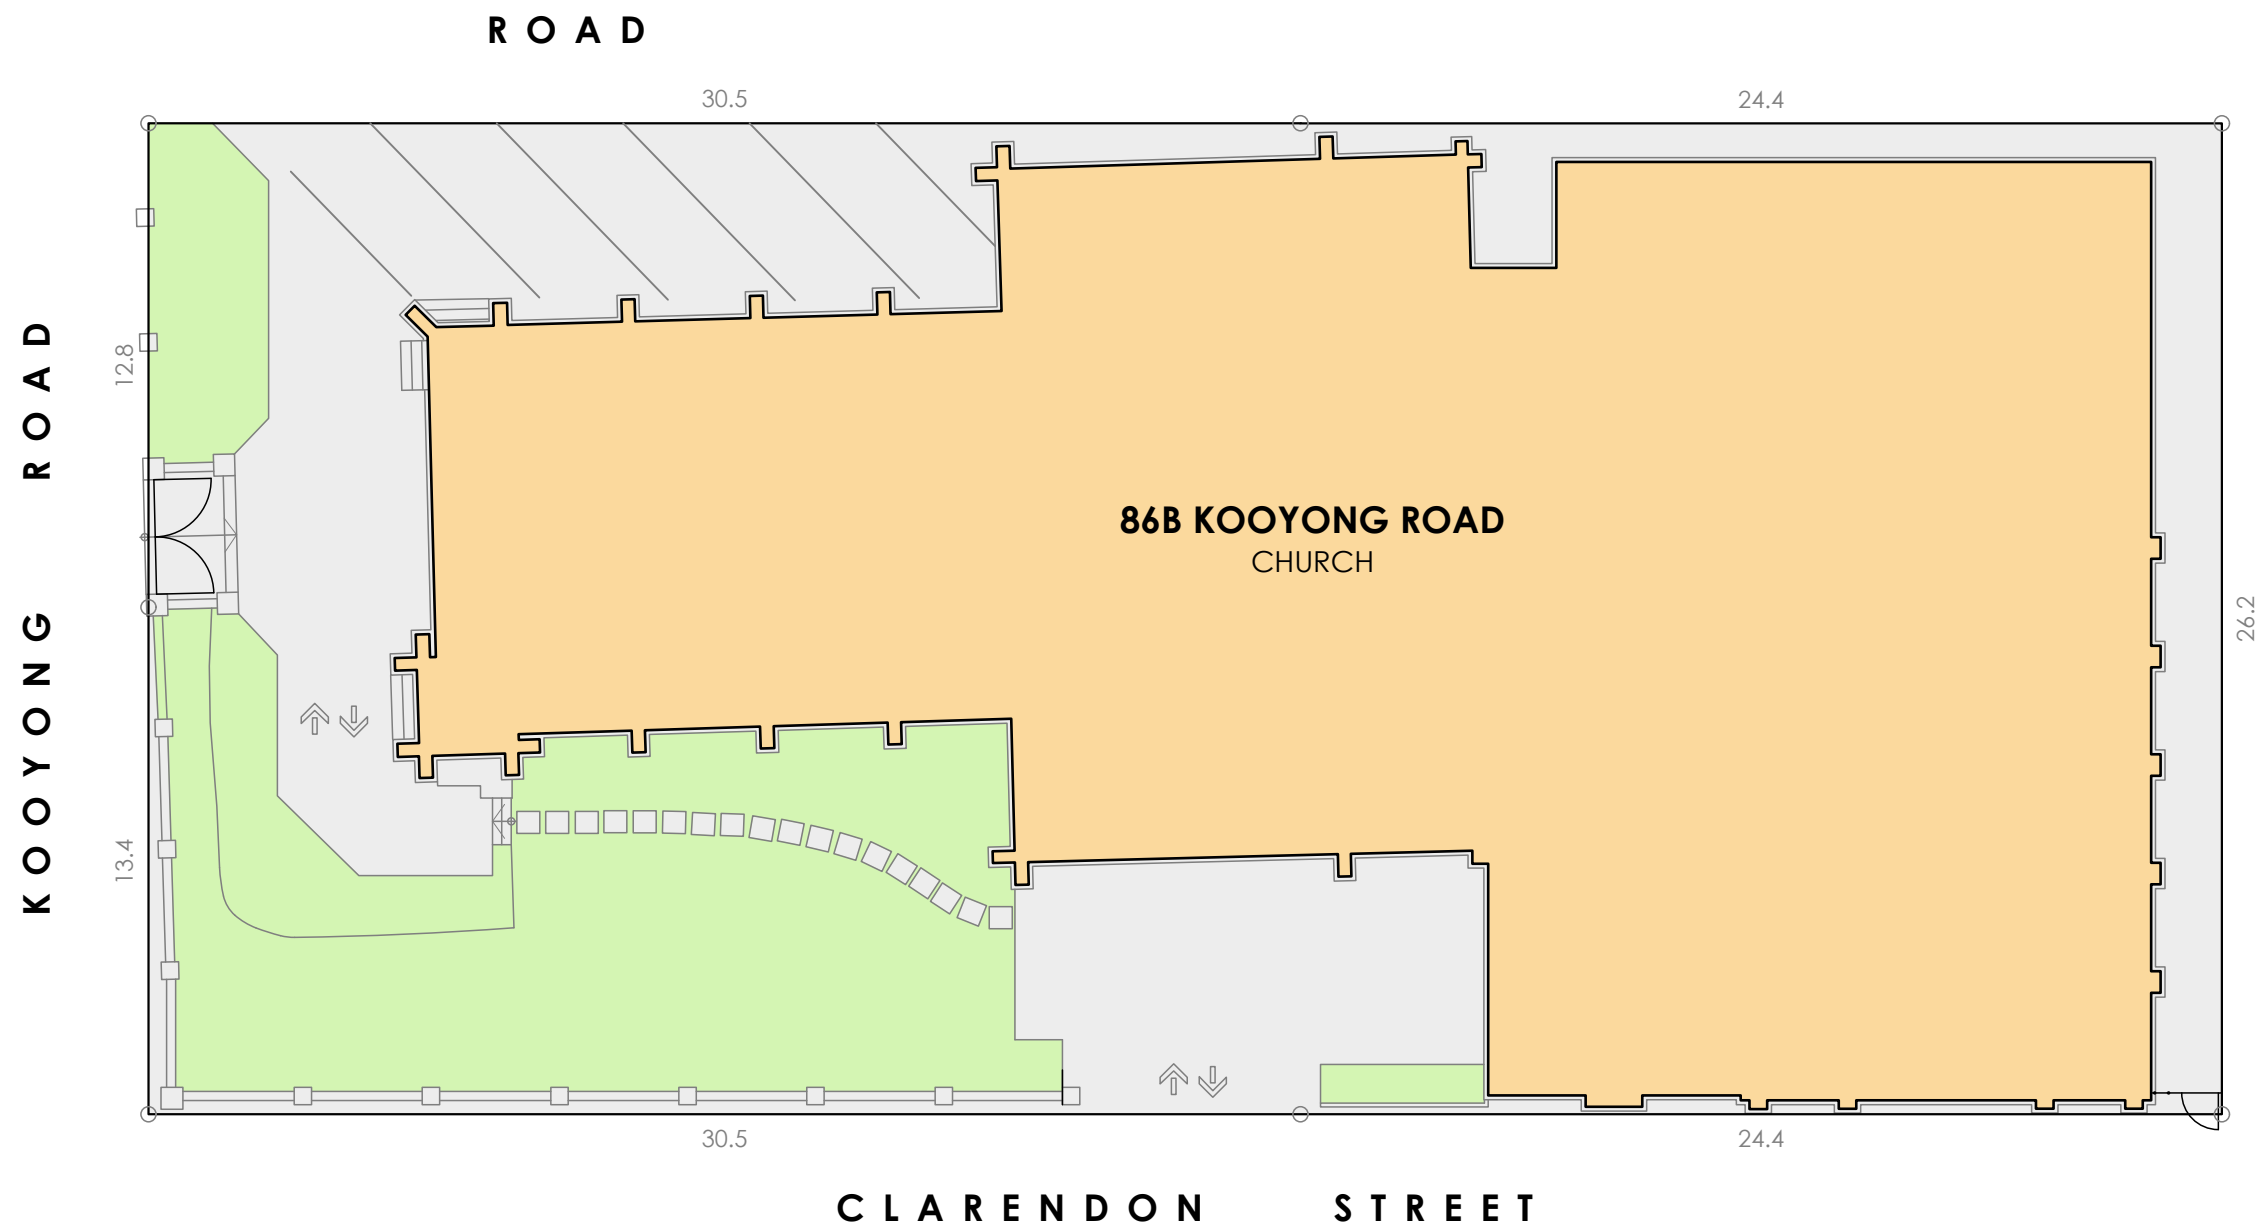 ROAD
30.5
24.4
12.8
KOOYONG ROAD
86B KOOYONG ROAD
CHURCH
26.2
13.4
30.5
24.4
CLARENDON STREET